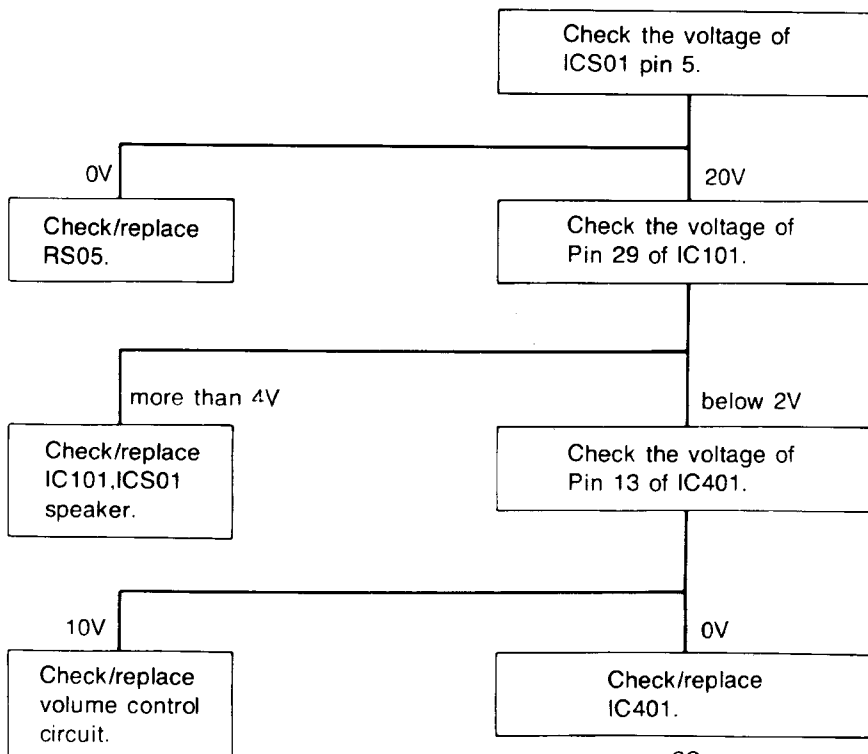 Check the voltage of
ICS01 pin 5.
0V
20V
Check/replace
RS05.
Check the voltage of
Pin 29 of IC101.
more than 4V
below 2V
Check/replace
IC101,ICS01
speaker.
Check the voltage of
Pin 13 of IC401.
10V
0V
Check/replace
volume control
circuit.
Check/replace
IC401.